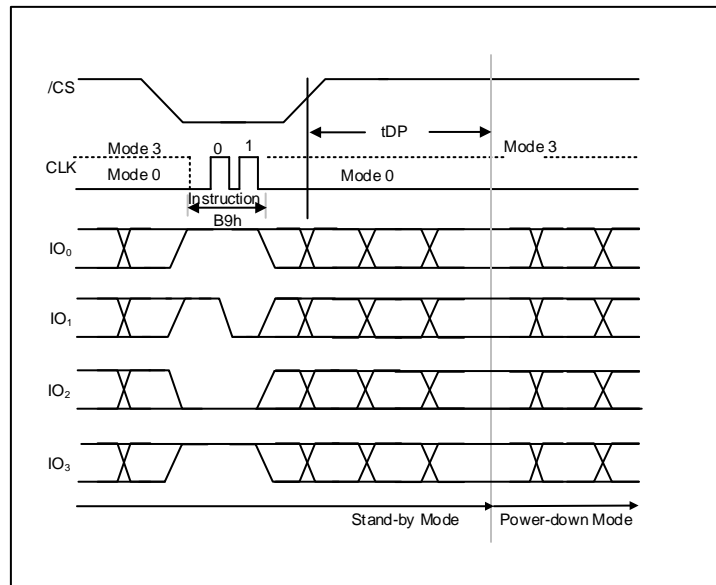 /CS
tDP
Mode 3 0 1 Mode 3
CLK
Mode 0 Mode 0
Instruction
B9h
IO₀
IO₁
IO₂
IO₃
Stand-by Mode Power-down Mode